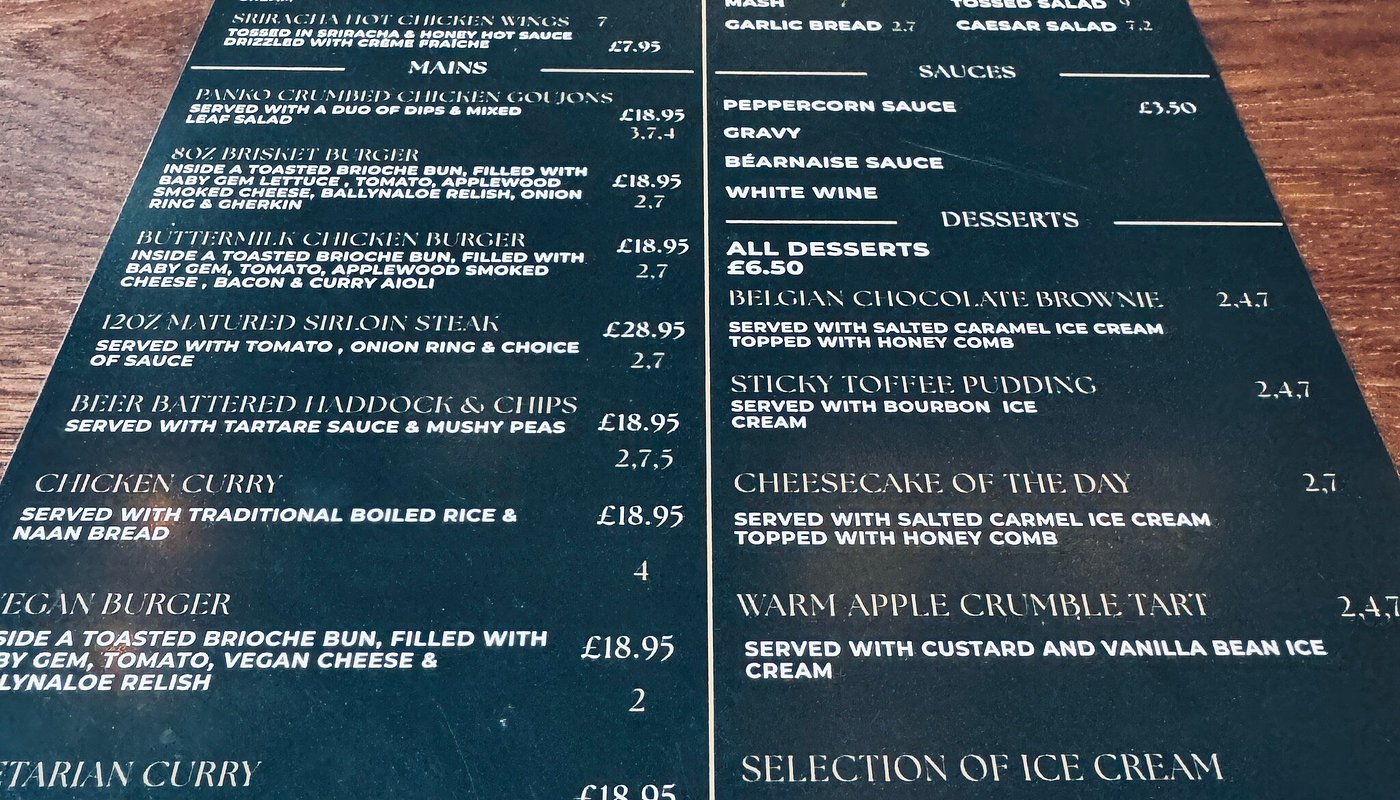 SRIRACHA HOT CHICKEN WINGS 7
TOSSED IN SRIRACHA & HONEY HOT SAUCE
DRIZZLED WITH CRÈME FRAÎCHE £7.95
MAINS
PANKO CRUMBED CHICKEN GOUJONS
SERVED WITH A DUO OF DIPS & MIXED £18.95
LEAF SALAD 3,7,4
8OZ BRISKET BURGER
INSIDE A TOASTED BRIOCHE BUN, FILLED WITH
BABY GEM LETTUCE , TOMATO, APPLEWOOD £18.95
SMOKED CHEESE, BALLYNALOE RELISH, ONION
RING & GHERKIN 2,7
BUTTERMILK CHICKEN BURGER £18.95
INSIDE A TOASTED BRIOCHE BUN, FILLED WITH
BABY GEM, TOMATO, APPLEWOOD SMOKED 2,7
CHEESE , BACON & CURRY AIOLI
12OZ MATURED SIRLOIN STEAK £28.95
SERVED WITH TOMATO , ONION RING & CHOICE
OF SAUCE 2,7
BEER BATTERED HADDOCK & CHIPS
SERVED WITH TARTARE SAUCE & MUSHY PEAS £18.95
2,7,5
CHICKEN CURRY
SERVED WITH TRADITIONAL BOILED RICE & £18.95
NAAN BREAD
4
VEGAN BURGER
SIDE A TOASTED BRIOCHE BUN, FILLED WITH £18.95
BY GEM, TOMATO, VEGAN CHEESE &
LYNALOE RELISH
2
ETARIAN CURRY
£18.95
MASH 7 TOSSED SALAD 9
GARLIC BREAD 2,7 CAESAR SALAD 7,2
SAUCES
PEPPERCORN SAUCE £3.50
GRAVY
BÉARNAISE SAUCE
WHITE WINE
DESSERTS
ALL DESSERTS
£6.50
BELGIAN CHOCOLATE BROWNIE 2,4,7
SERVED WITH SALTED CARAMEL ICE CREAM
TOPPED WITH HONEY COMB
STICKY TOFFEE PUDDING 2,4,7
SERVED WITH BOURBON ICE
CREAM
CHEESECAKE OF THE DAY 2,7
SERVED WITH SALTED CARMEL ICE CREAM
TOPPED WITH HONEY COMB
WARM APPLE CRUMBLE TART 2,4,7
SERVED WITH CUSTARD AND VANILLA BEAN ICE
CREAM
SELECTION OF ICE CREAM